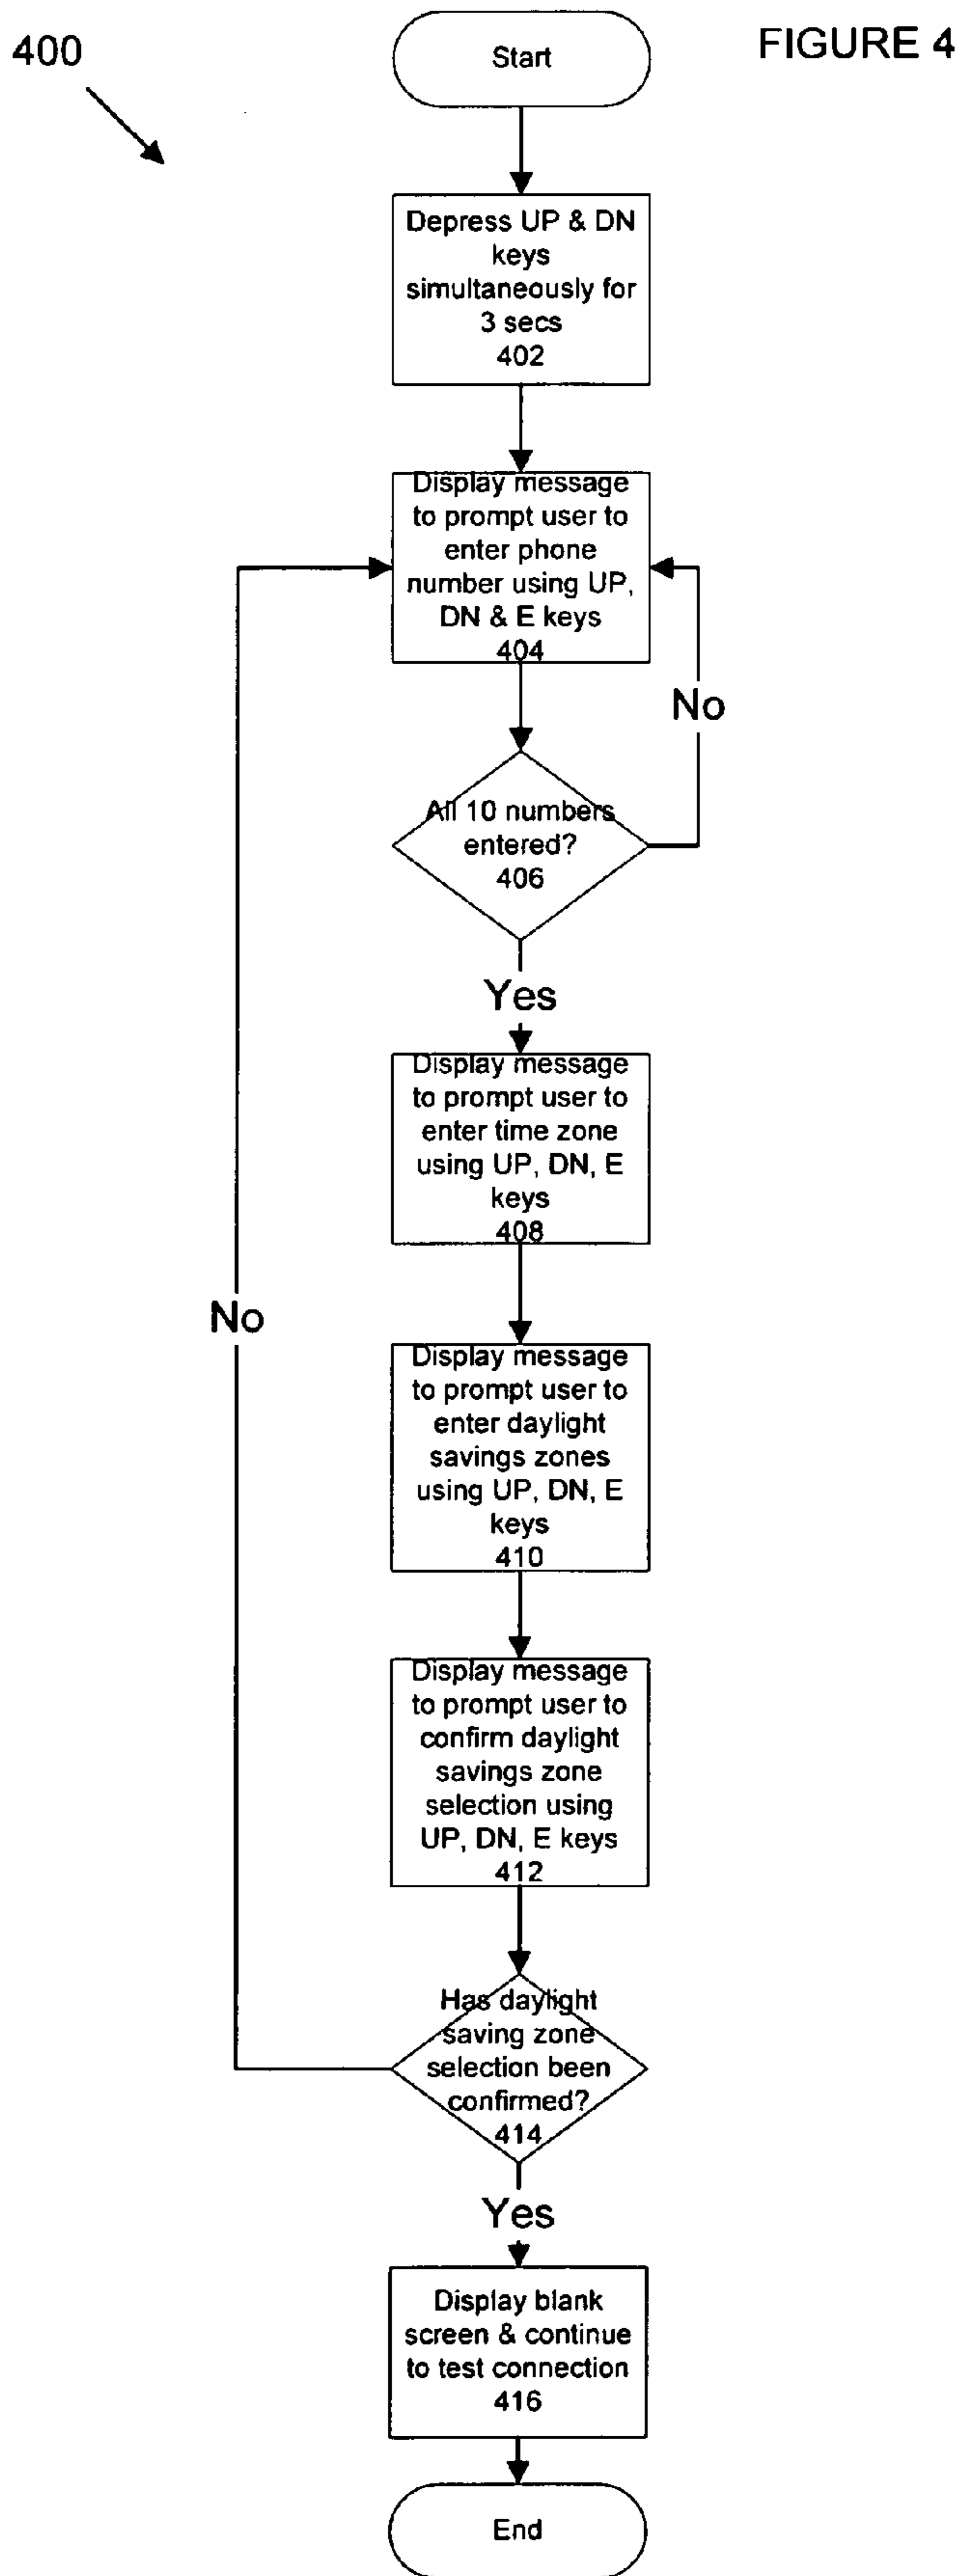 400
FIGURE 4
Start
Depress UP & DN
keys
simultaneously for
3 secs
402
Display message
to prompt user to
enter phone
number using UP,
DN & E keys
404
No
All 10 numbers
entered?
406
Yes
Display message
to prompt user to
enter time zone
using UP, DN, E
keys
408
No
Display message
to prompt user to
enter daylight
savings zones
using UP, DN, E
keys
410
Display message
to prompt user to
confirm daylight
savings zone
selection using
UP, DN, E keys
412
Has daylight
saving zone
selection been
confirmed?
414
Yes
Display blank
screen & continue
to test connection
416
End